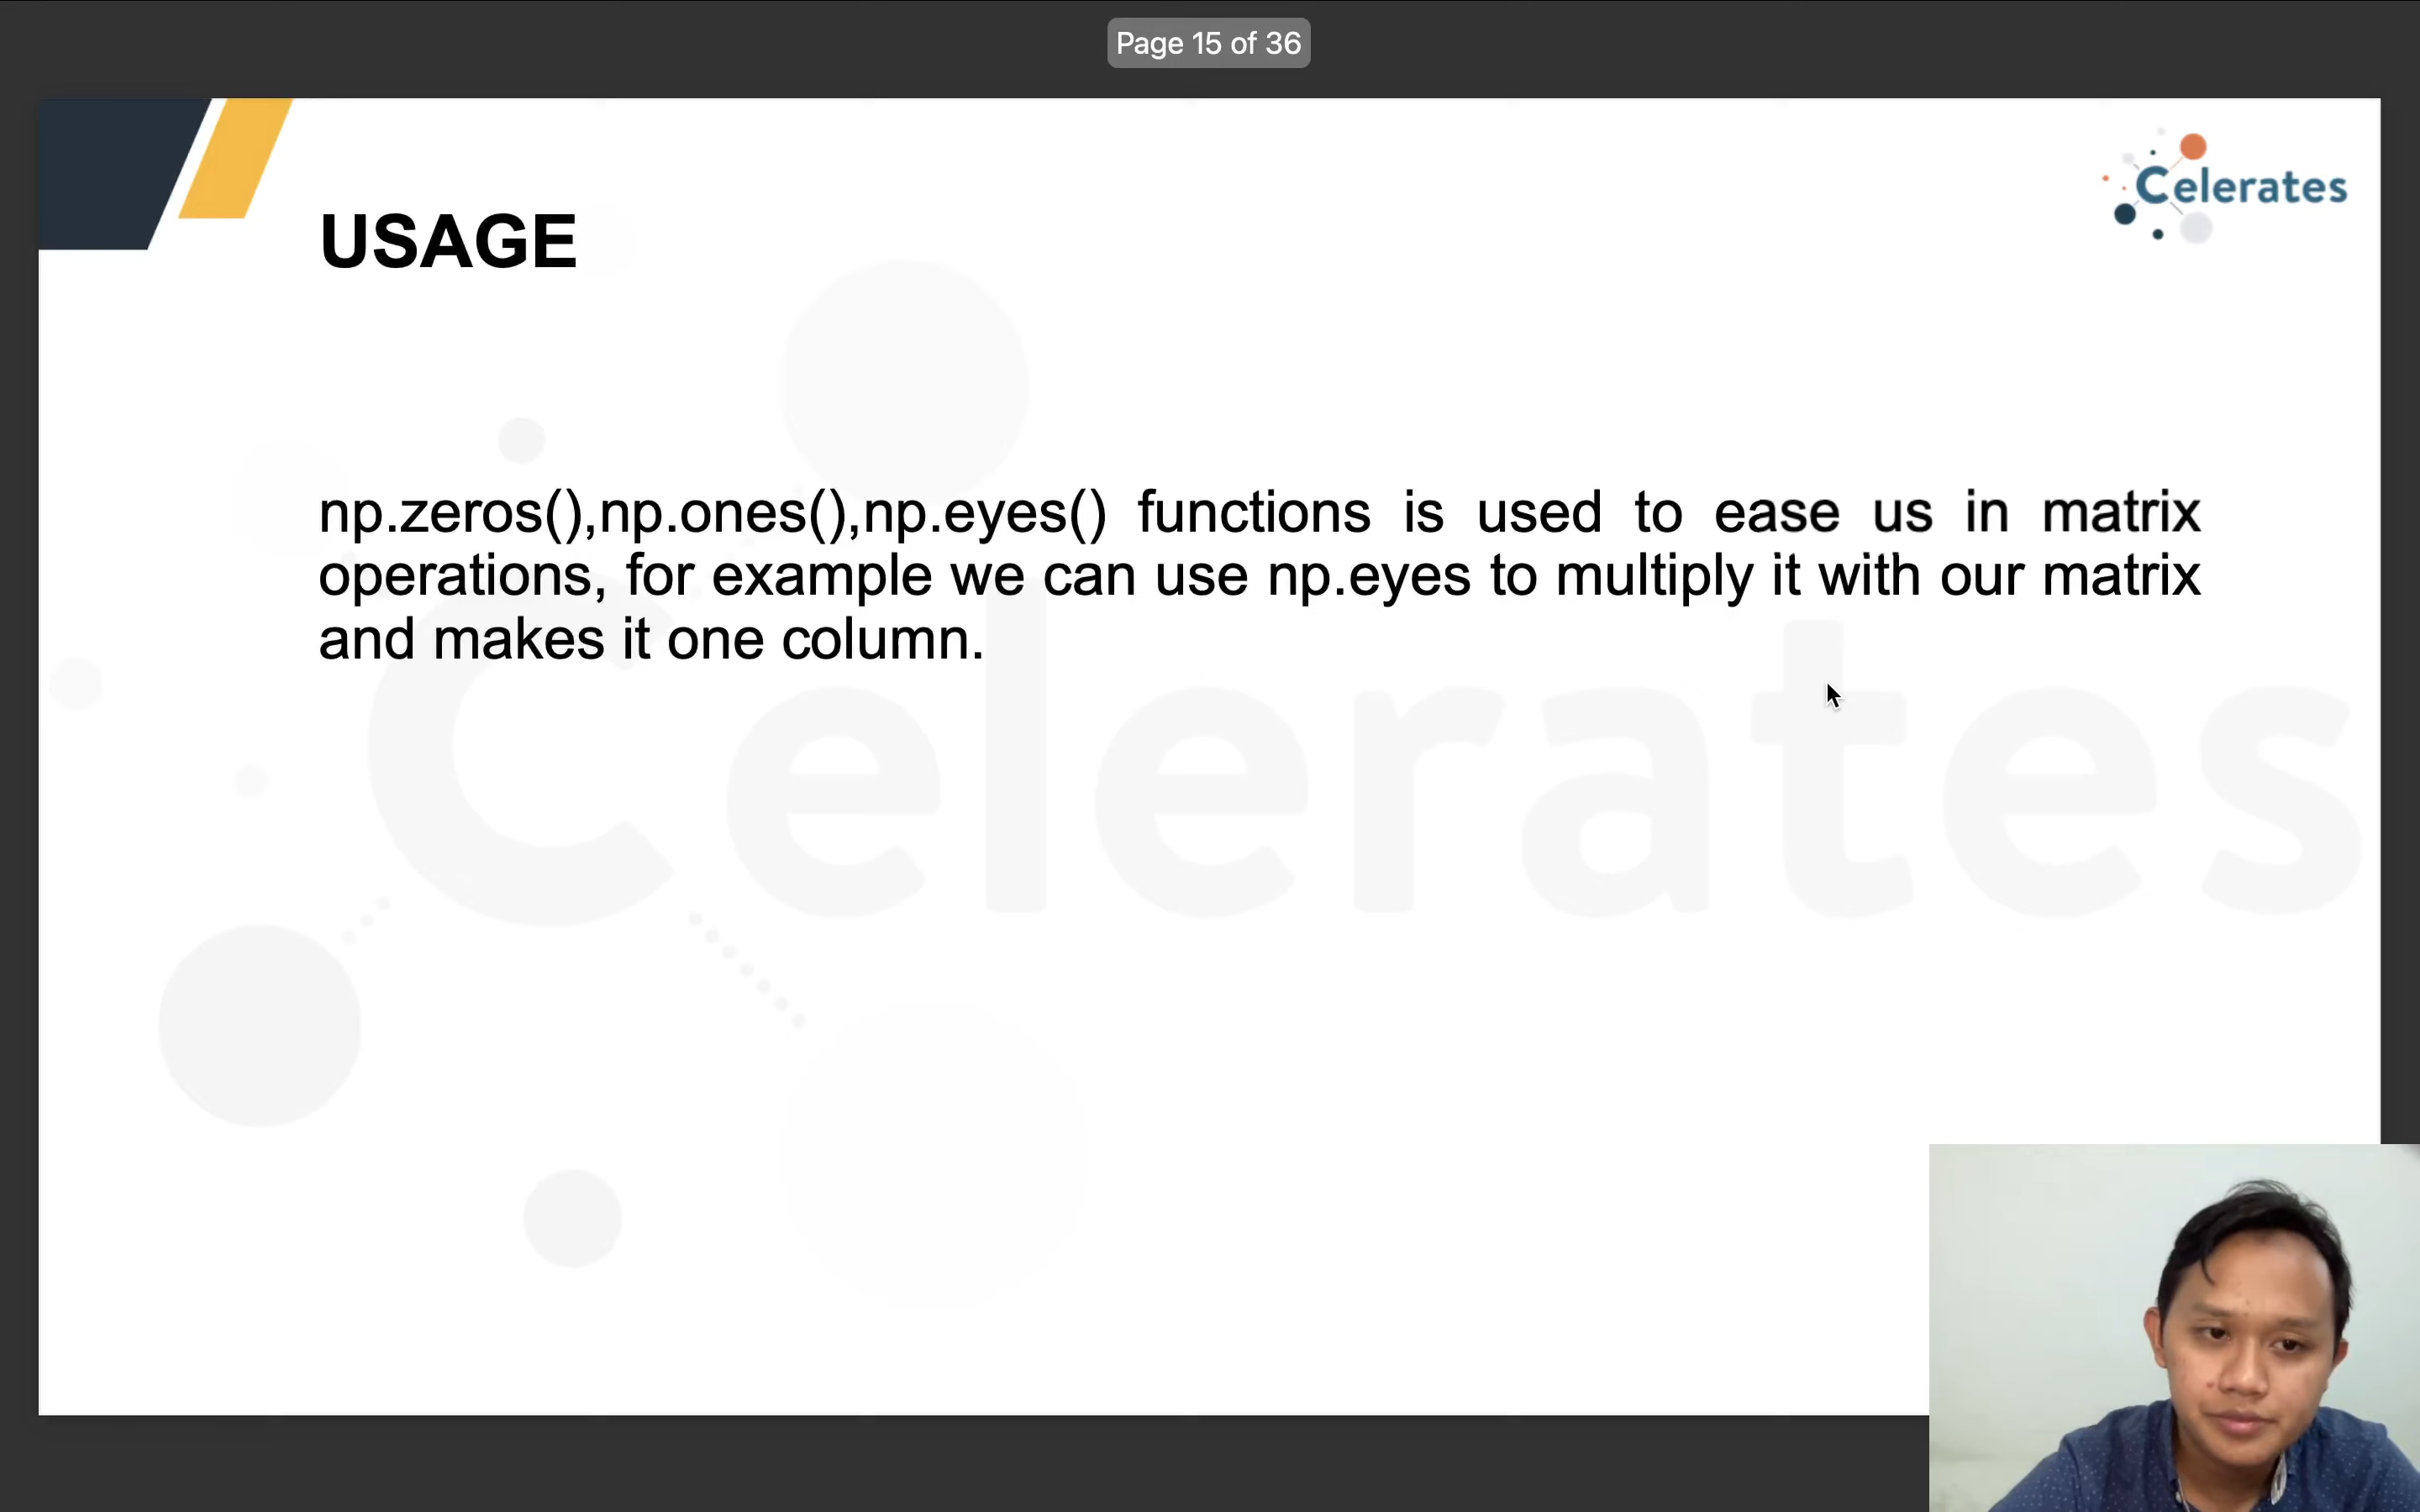 Page 15 of 36
Celerates
USAGE
np.zeros(),np.ones(),np.eyes() functions is used to ease us in matrix
operations, for example we can use np.eyes to multiply it with our matrix
and makes it one column.
Celerates